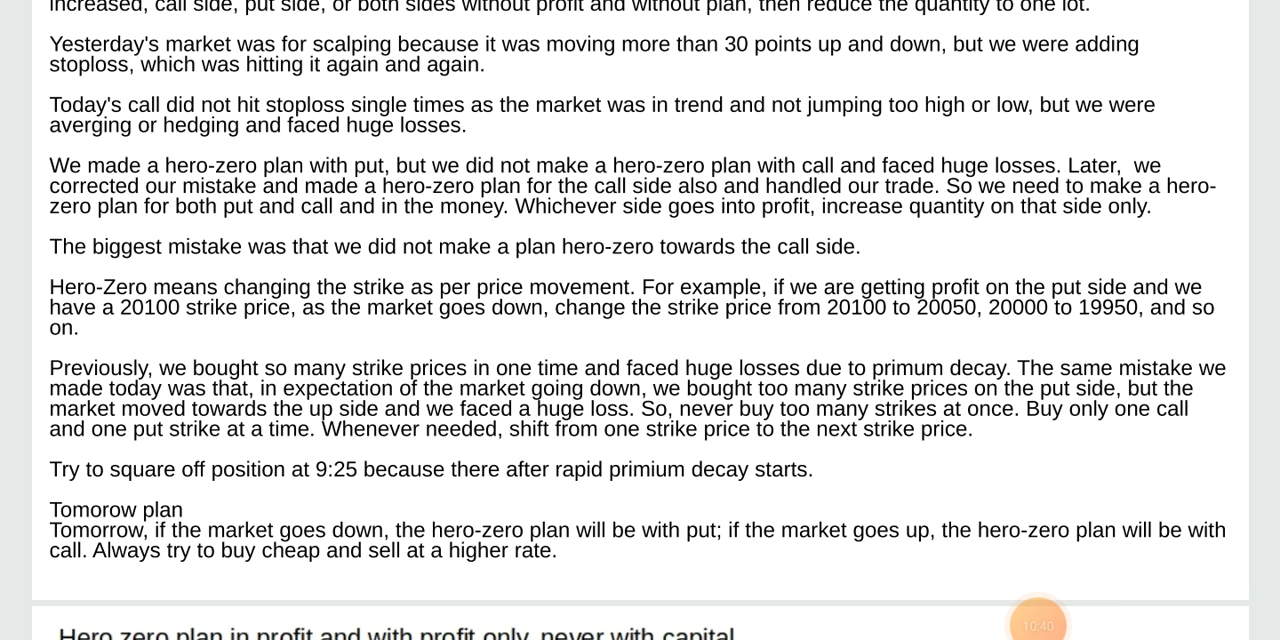 increased, call side, put side, or both sides without profit and without plan, then reduce the quantity to one lot.
Yesterday's market was for scalping because it was moving more than 30 points up and down, but we were adding
stoploss, which was hitting it again and again.
Today's call did not hit stoploss single times as the market was in trend and not jumping too high or low, but we were
averging or hedging and faced huge losses.
We made a hero-zero plan with put, but we did not make a hero-zero plan with call and faced huge losses. Later,  we
corrected our mistake and made a hero-zero plan for the call side also and handled our trade. So we need to make a hero-
zero plan for both put and call and in the money. Whichever side goes into profit, increase quantity on that side only.
The biggest mistake was that we did not make a plan hero-zero towards the call side.
Hero-Zero means changing the strike as per price movement. For example, if we are getting profit on the put side and we
have a 20100 strike price, as the market goes down, change the strike price from 20100 to 20050, 20000 to 19950, and so
on.
Previously, we bought so many strike prices in one time and faced huge losses due to primum decay. The same mistake we
made today was that, in expectation of the market going down, we bought too many strike prices on the put side, but the
market moved towards the up side and we faced a huge loss. So, never buy too many strikes at once. Buy only one call
and one put strike at a time. Whenever needed, shift from one strike price to the next strike price.
Try to square off position at 9:25 because there after rapid primium decay starts.
Tomorow plan
Tomorrow, if the market goes down, the hero-zero plan will be with put; if the market goes up, the hero-zero plan will be with
call. Always try to buy cheap and sell at a higher rate.
10:40
Hero zero plan in profit and with profit only, never with capital